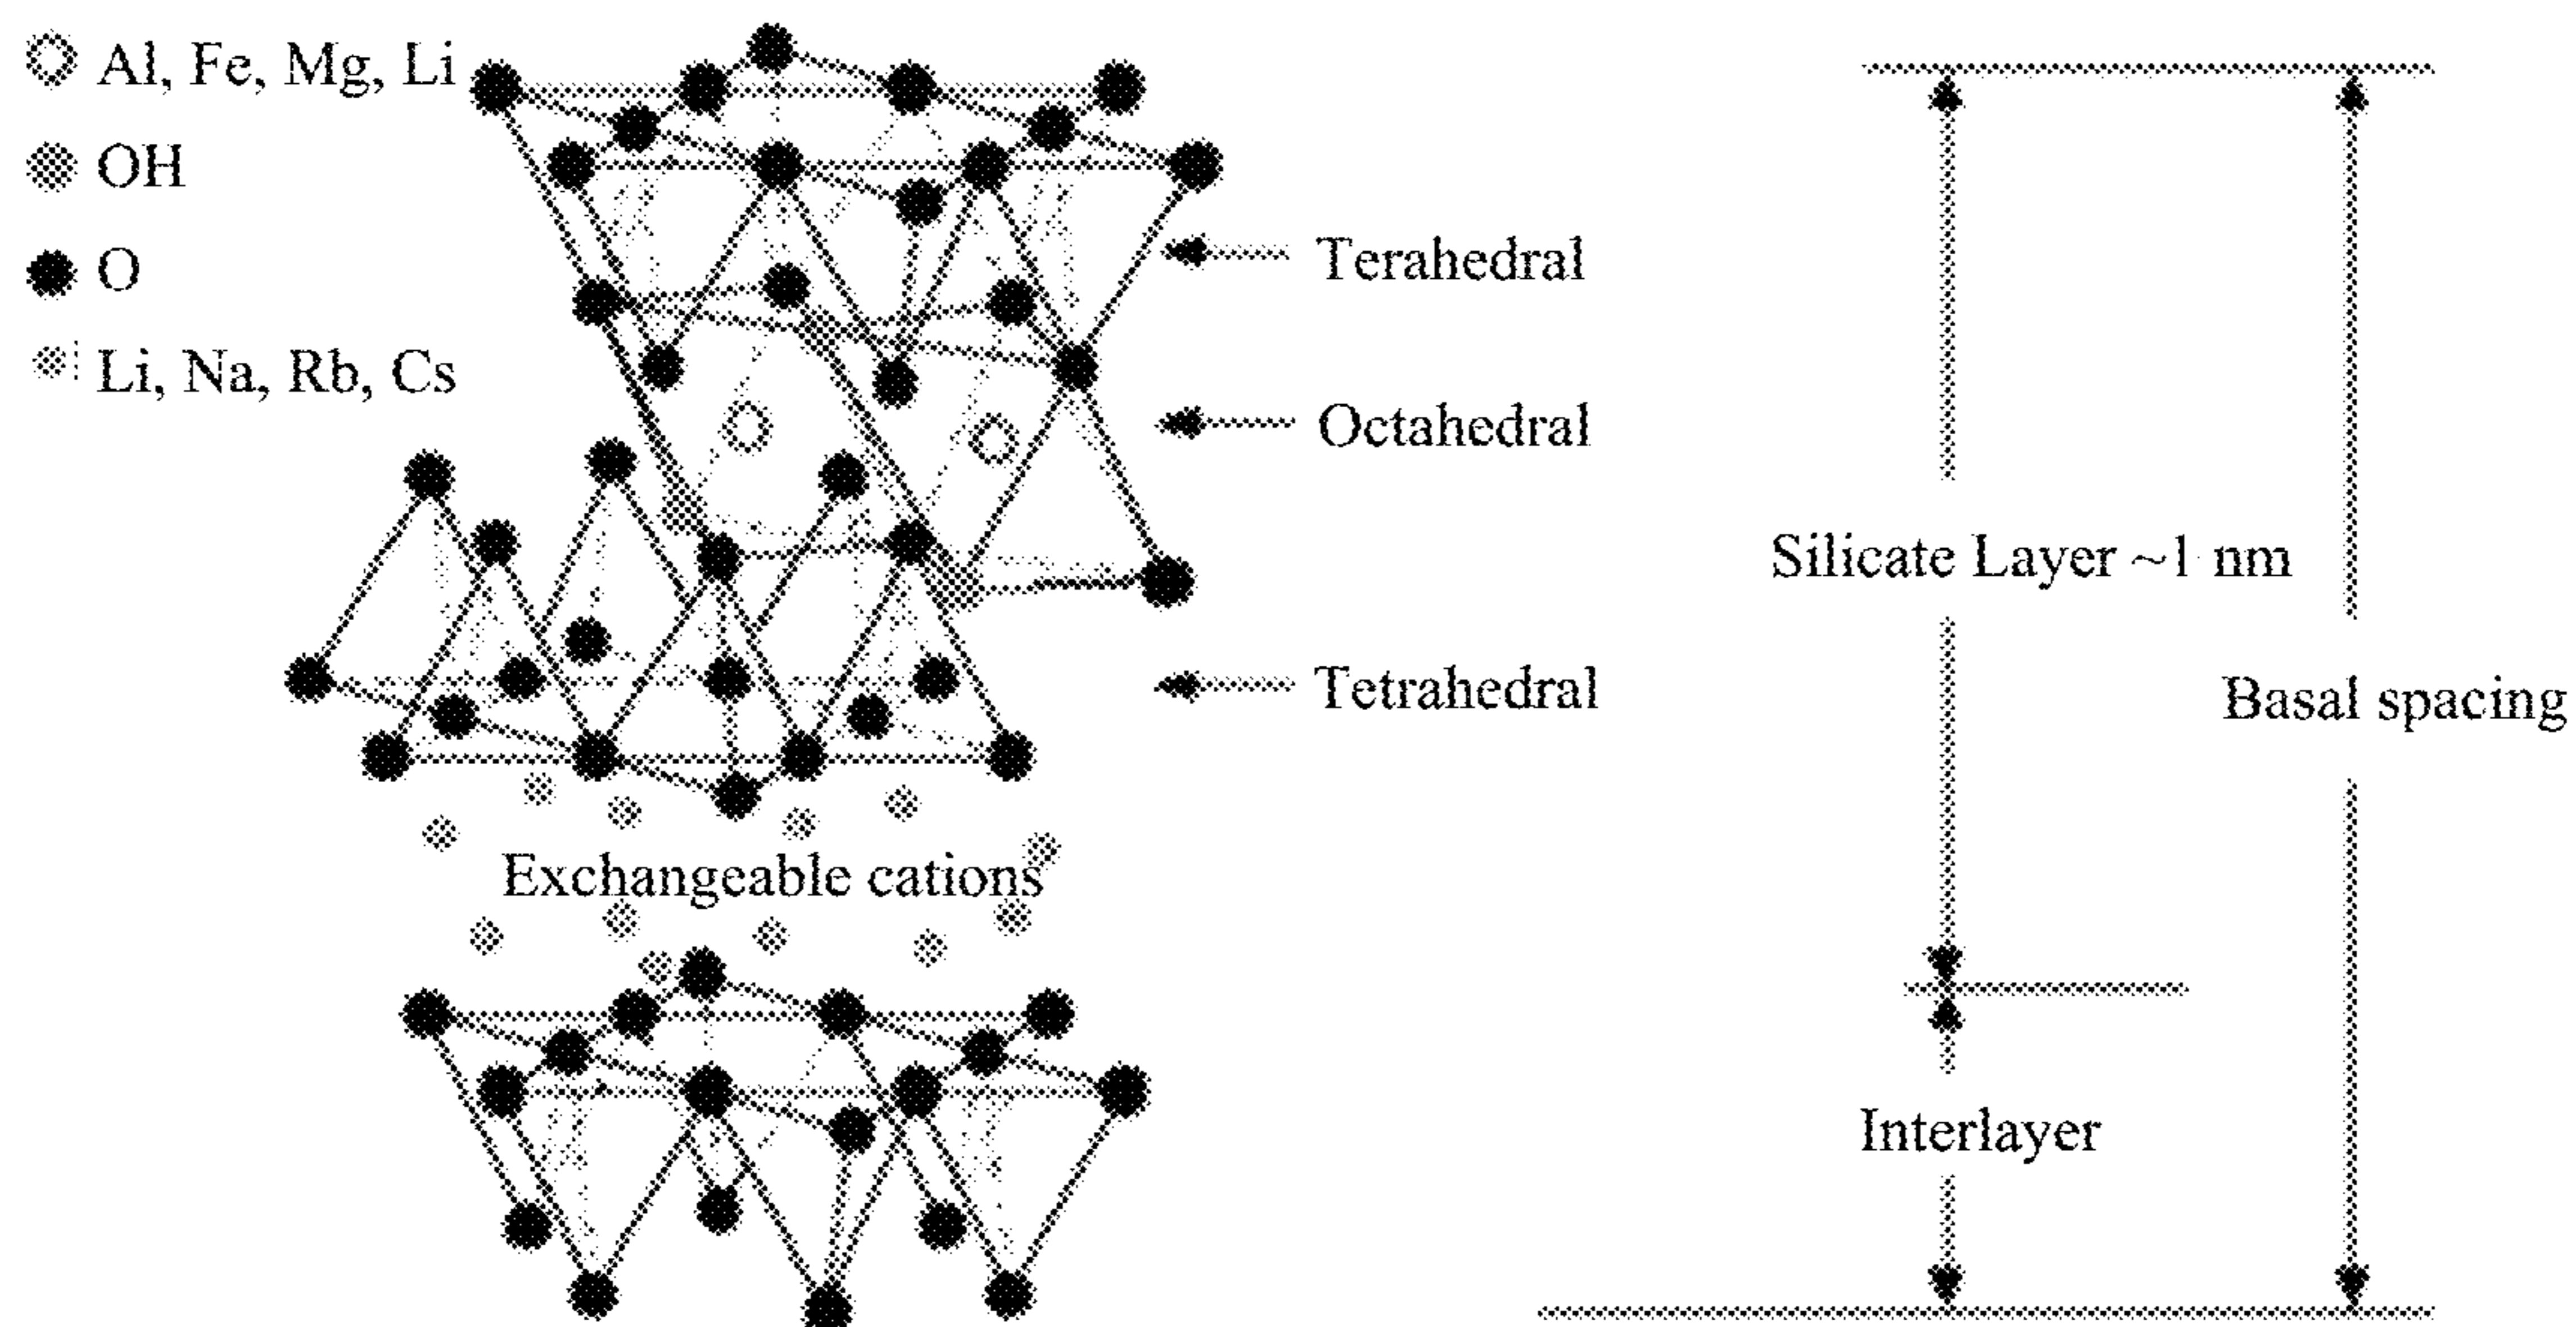 Al, Fe, Mg, Li
OH
O
Li, Na, Rb, Cs
Terahedral
Octahedral
Tetrahedral
Exchangeable cations
Silicate Layer ~1 nm
Basal spacing
Interlayer